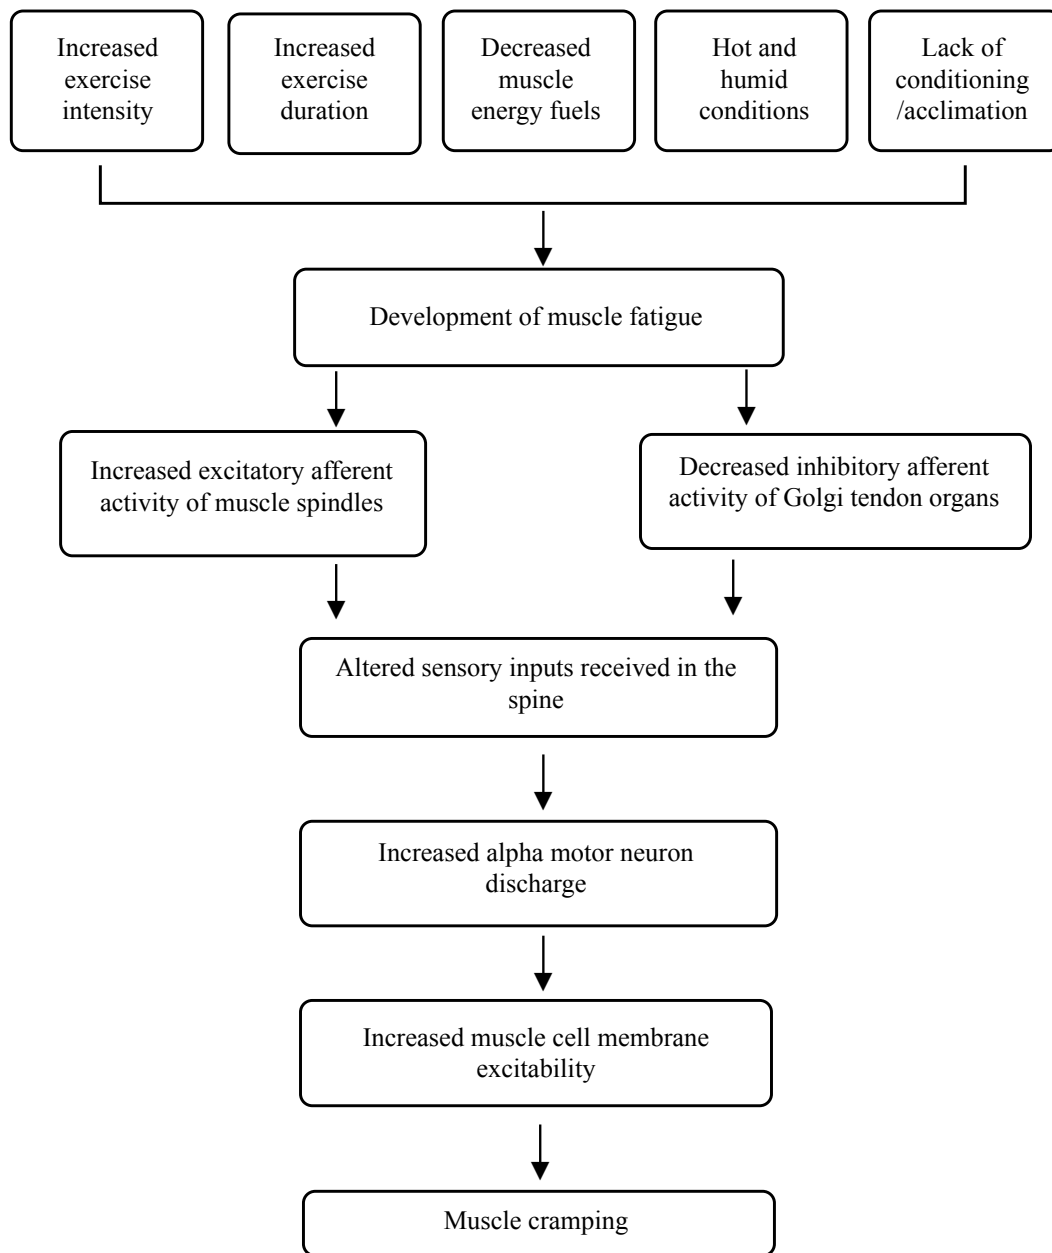 Increased
exercise
intensity
Increased
exercise
duration
Decreased
muscle
energy fuels
Hot and
humid
conditions
Lack of
conditioning
/acclimation
Development of muscle fatigue
Increased excitatory afferent
activity of muscle spindles
Decreased inhibitory afferent
activity of Golgi tendon organs
Altered sensory inputs received in the
spine
Increased alpha motor neuron
discharge
Increased muscle cell membrane
excitability
Muscle cramping